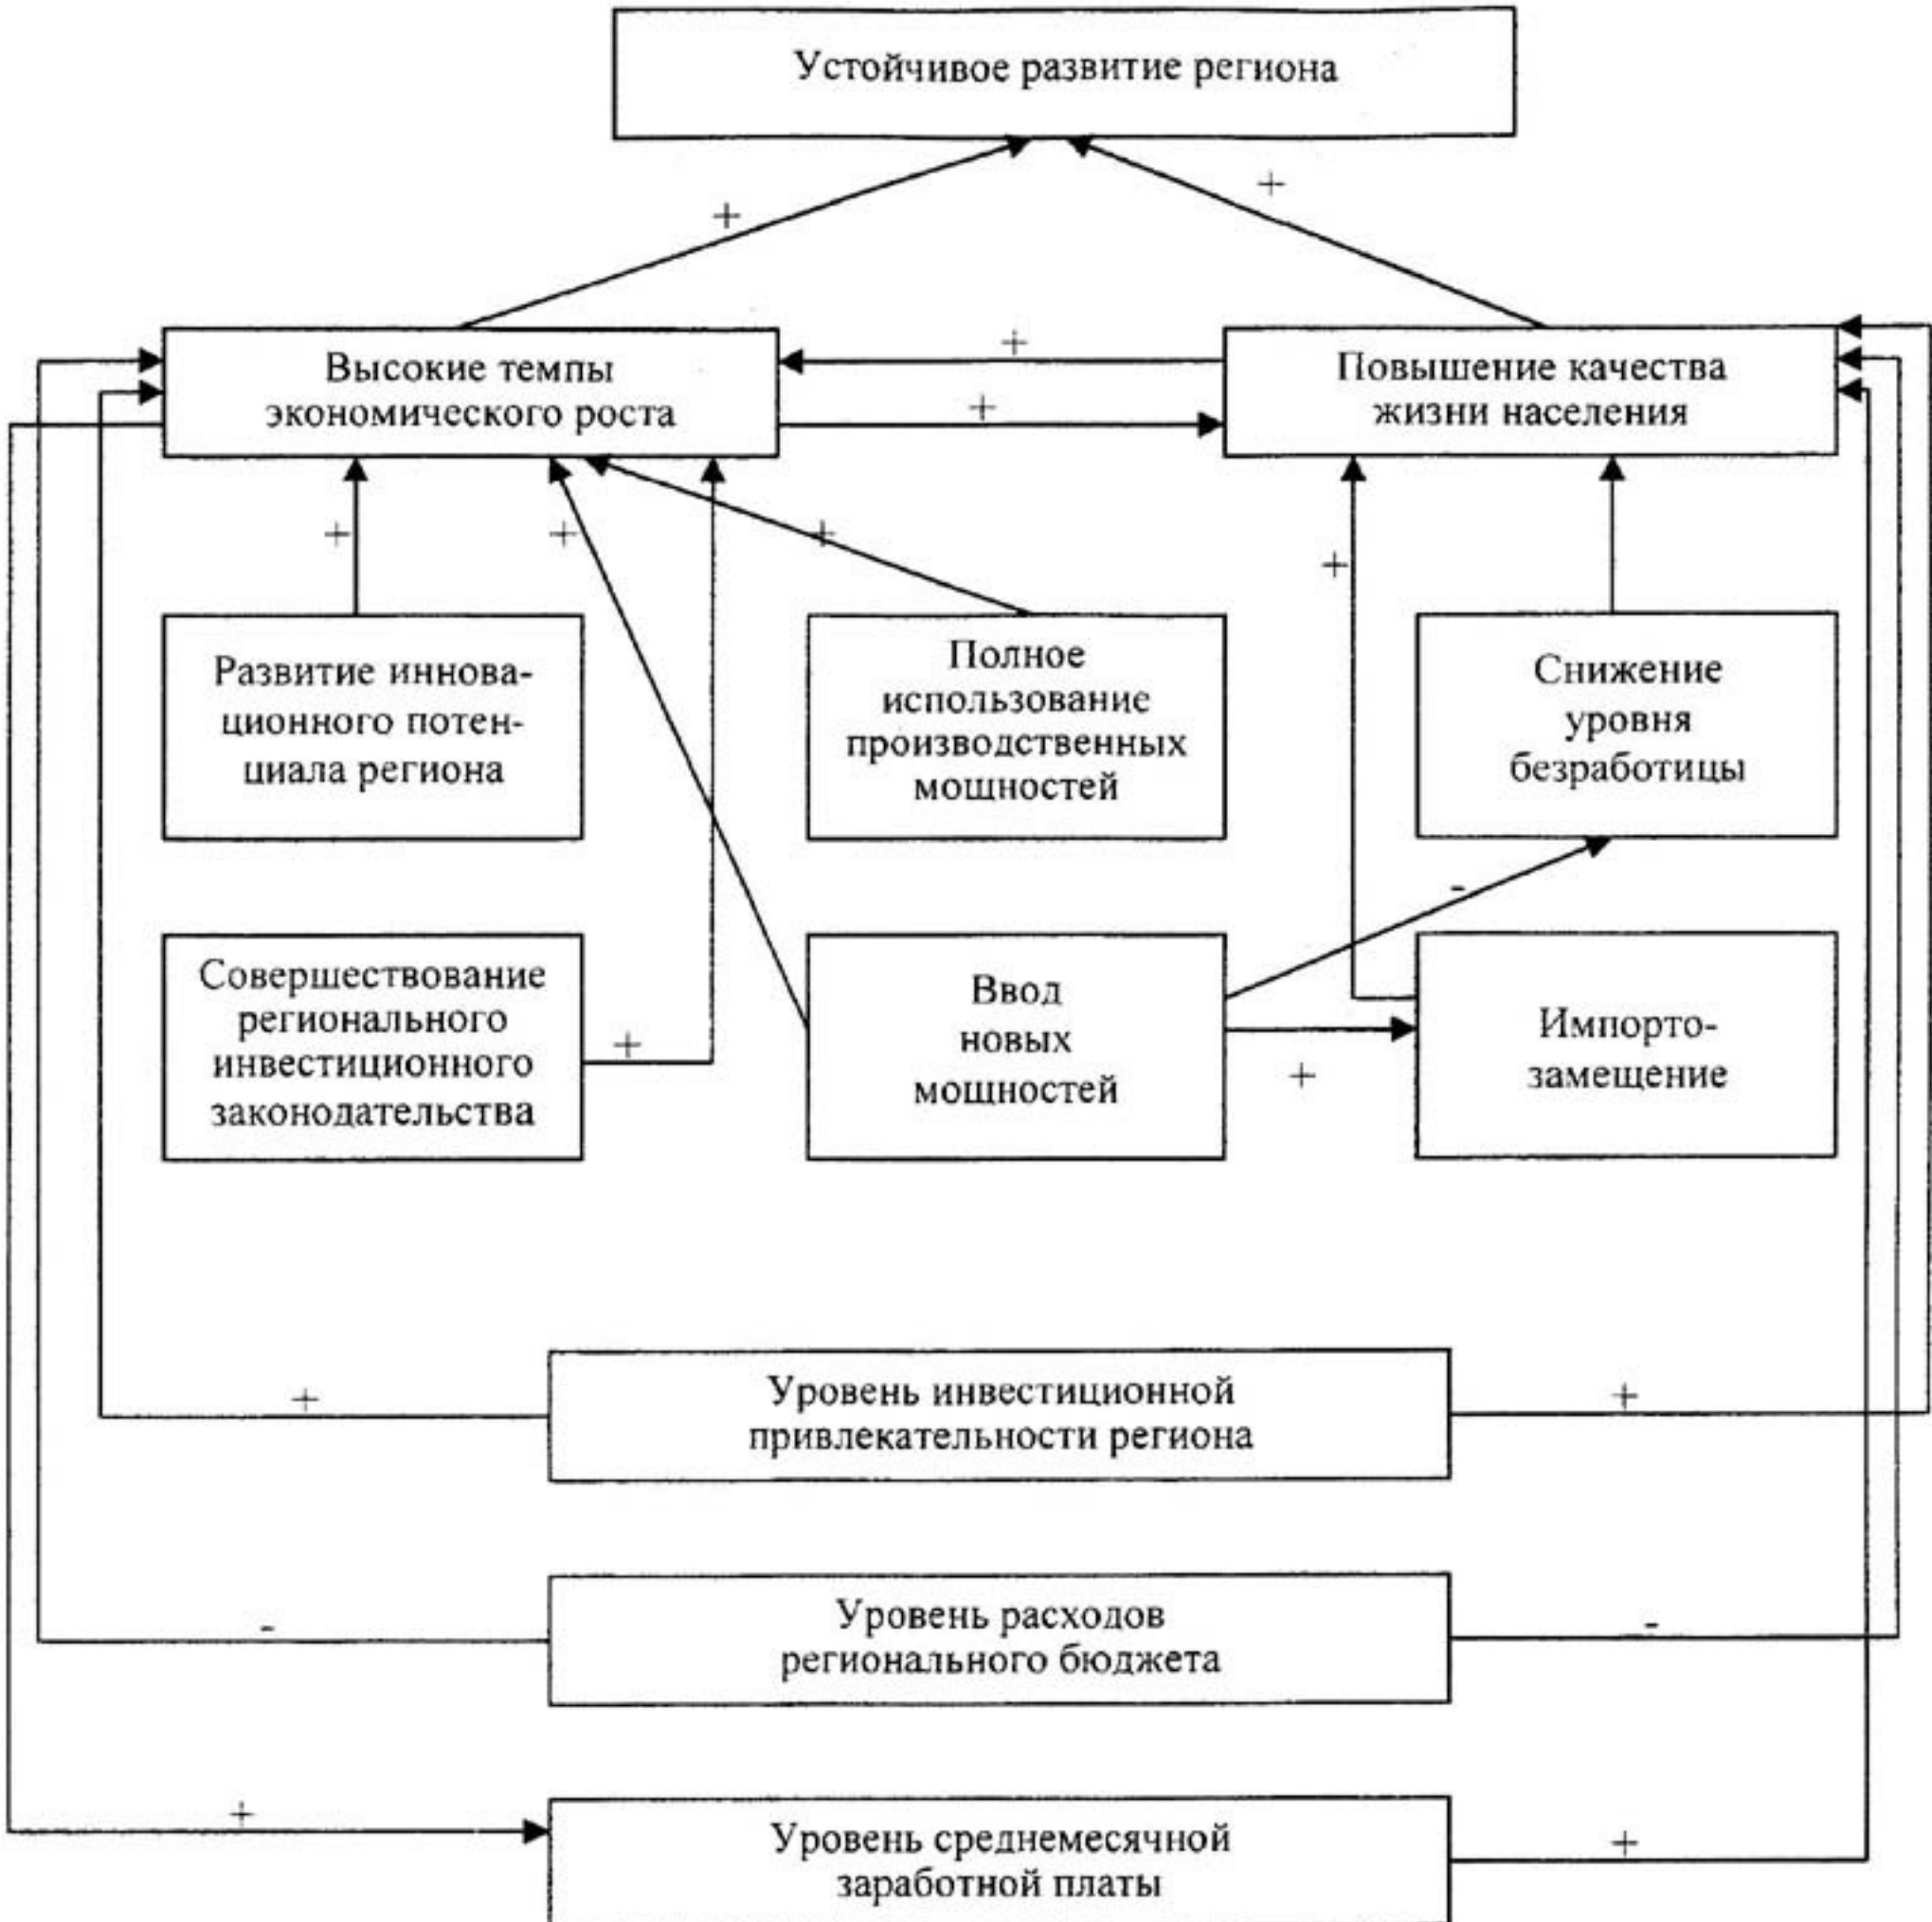 Устойчивое развитие региона
+
+
Высокие темпы
экономического роста
+
+
Повышение качества
жизни населения
+
+
+
+
Развитие иннова-
ционного потен-
циала региона
Полное
использование
производственных
мощностей
Снижение
уровня
безработицы
-
Совершествование
регионального
инвестиционного
законодательства
+
Ввод
новых
мощностей
+
Импорто-
замещение
+
Уровень инвестиционной
привлекательности региона
+
-
Уровень расходов
регионального бюджета
-
+
Уровень среднемесячной
заработной платы
+